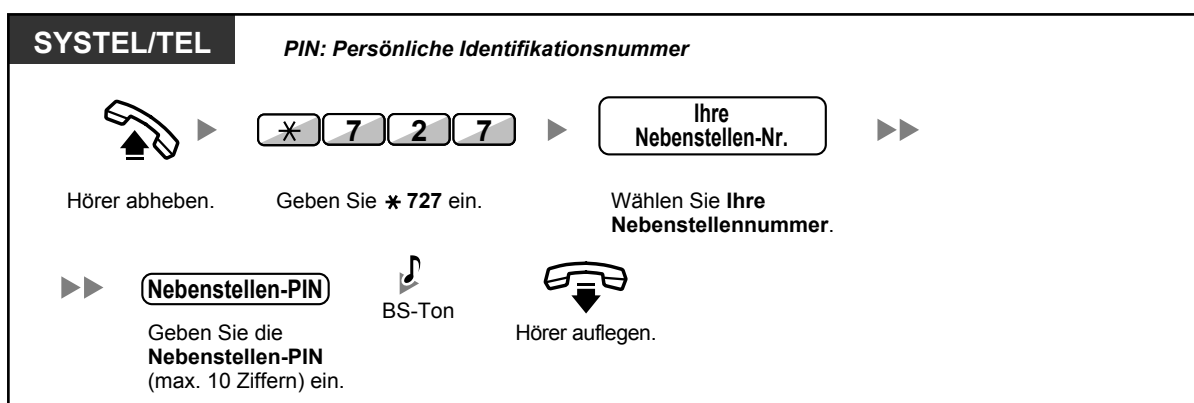 SYSTEL/TEL
PIN: Persönliche Identifikationsnummer
* 7 2 7
Ihre
Nebenstellen-Nr.
Hörer abheben.
Geben Sie * 727 ein.
Wählen Sie Ihre
Nebenstellennummer.
Nebenstellen-PIN
BS-Ton
Geben Sie die
Nebenstellen-PIN
(max. 10 Ziffern) ein.
Hörer auflegen.